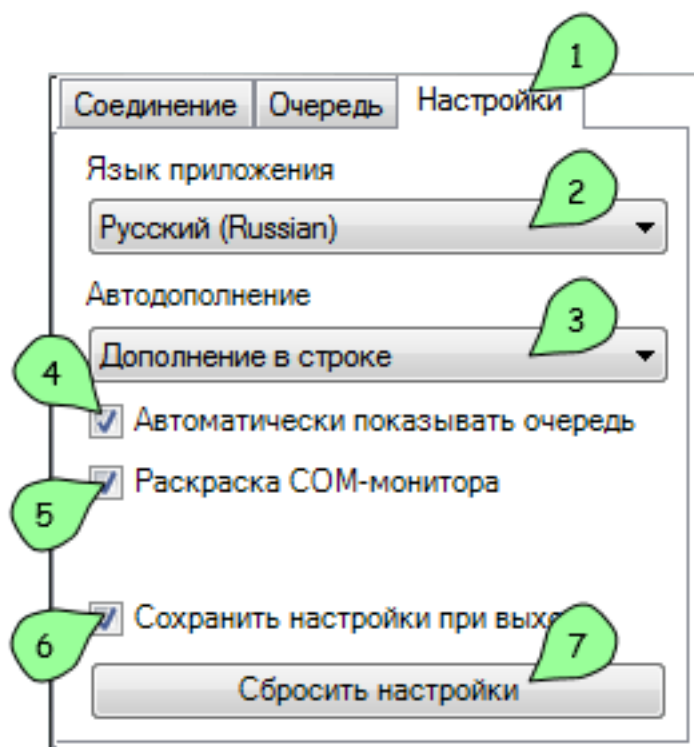 1
Соединение Очередь Настройки
Язык приложения
2
Русский (Russian)
Автодополнение
3
Дополнение в строке
4
Автоматически показывать очередь
5
Раскраска COM-монитора
6
Сохранить настройки при
7
Сбросить настройки